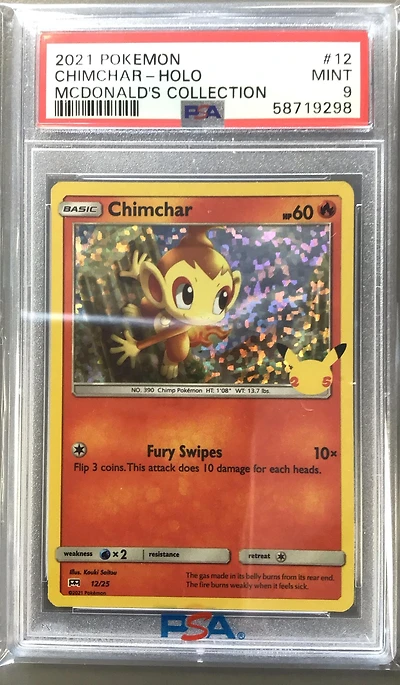 2021 POKEMON #12
CHIMCHAR - HOLO MINT
MCDONALD'S COLLECTION 9
PSA 58719298
BASIC Chimchar HP60
NO. 390 Chimp Pokémon HT: 1'08" WT: 13.7 lbs.
25
Fury Swipes 10×
Flip 3 coins. This attack does 10 damage for each heads.
weakness ×2 resistance retreat
Illus. Kouki Saitou
12/25
©2021 Pokémon
The gas made in its belly burns from its rear end.
The fire burns weakly when it feels sick.
PSA®